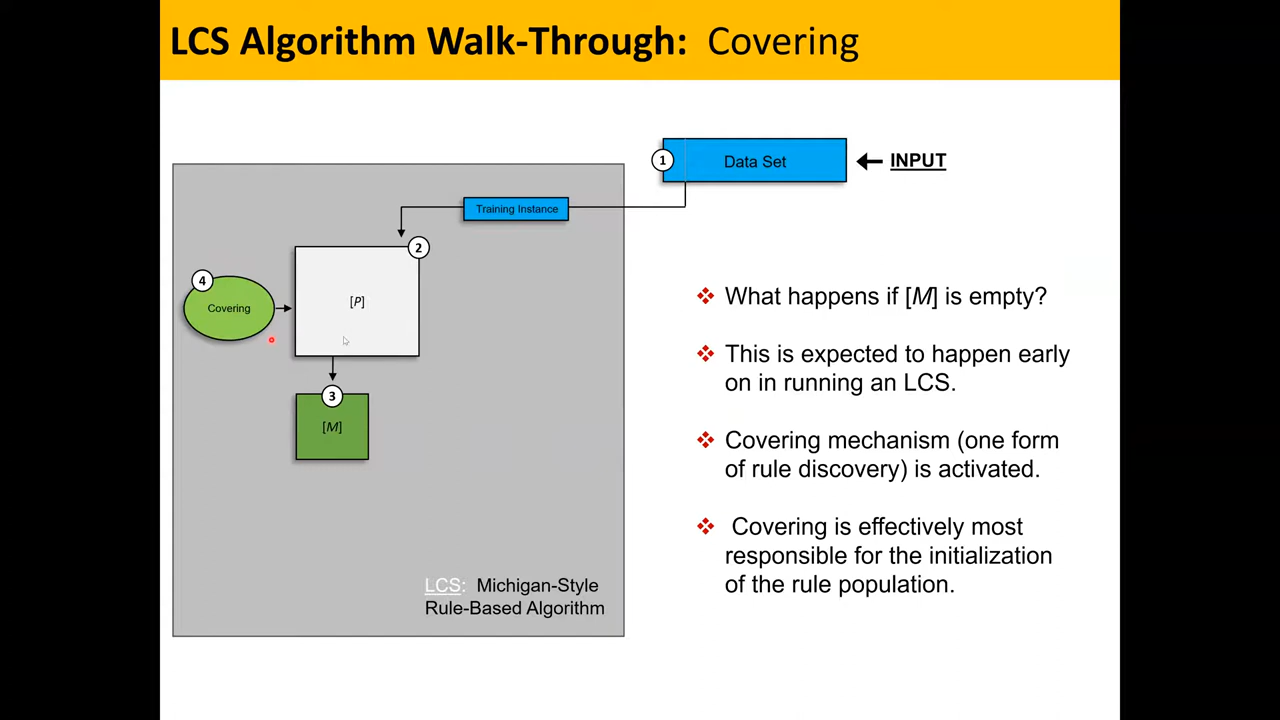 LCS Algorithm Walk-Through: Covering
1
Data Set
INPUT
Training Instance
2
4
Covering
[P]
3
[M]
LCS: Michigan-Style
Rule-Based Algorithm
❖ What happens if [M] is empty?
❖ This is expected to happen early
on in running an LCS.
❖ Covering mechanism (one form
of rule discovery) is activated.
❖ Covering is effectively most
responsible for the initialization
of the rule population.